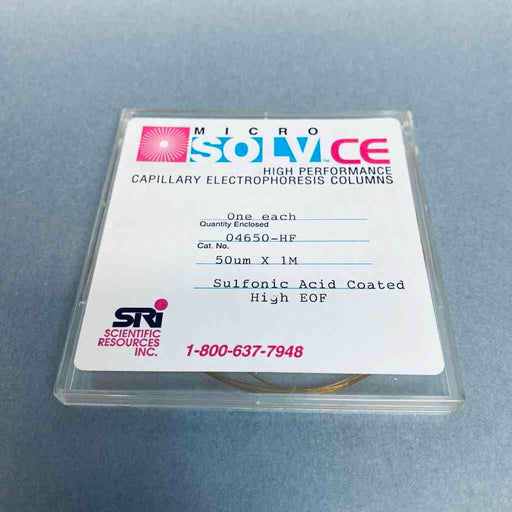 MICRO
SOLV™CE
HIGH PERFORMANCE
CAPILLARY ELECTROPHORESIS COLUMNS
One each
Quantity Enclosed
04650-HF
Cat. No.
50um X 1M
Sulfonic Acid Coated
High EOF
SRi
SCIENTIFIC
RESOURCES
INC.
1-800-637-7948